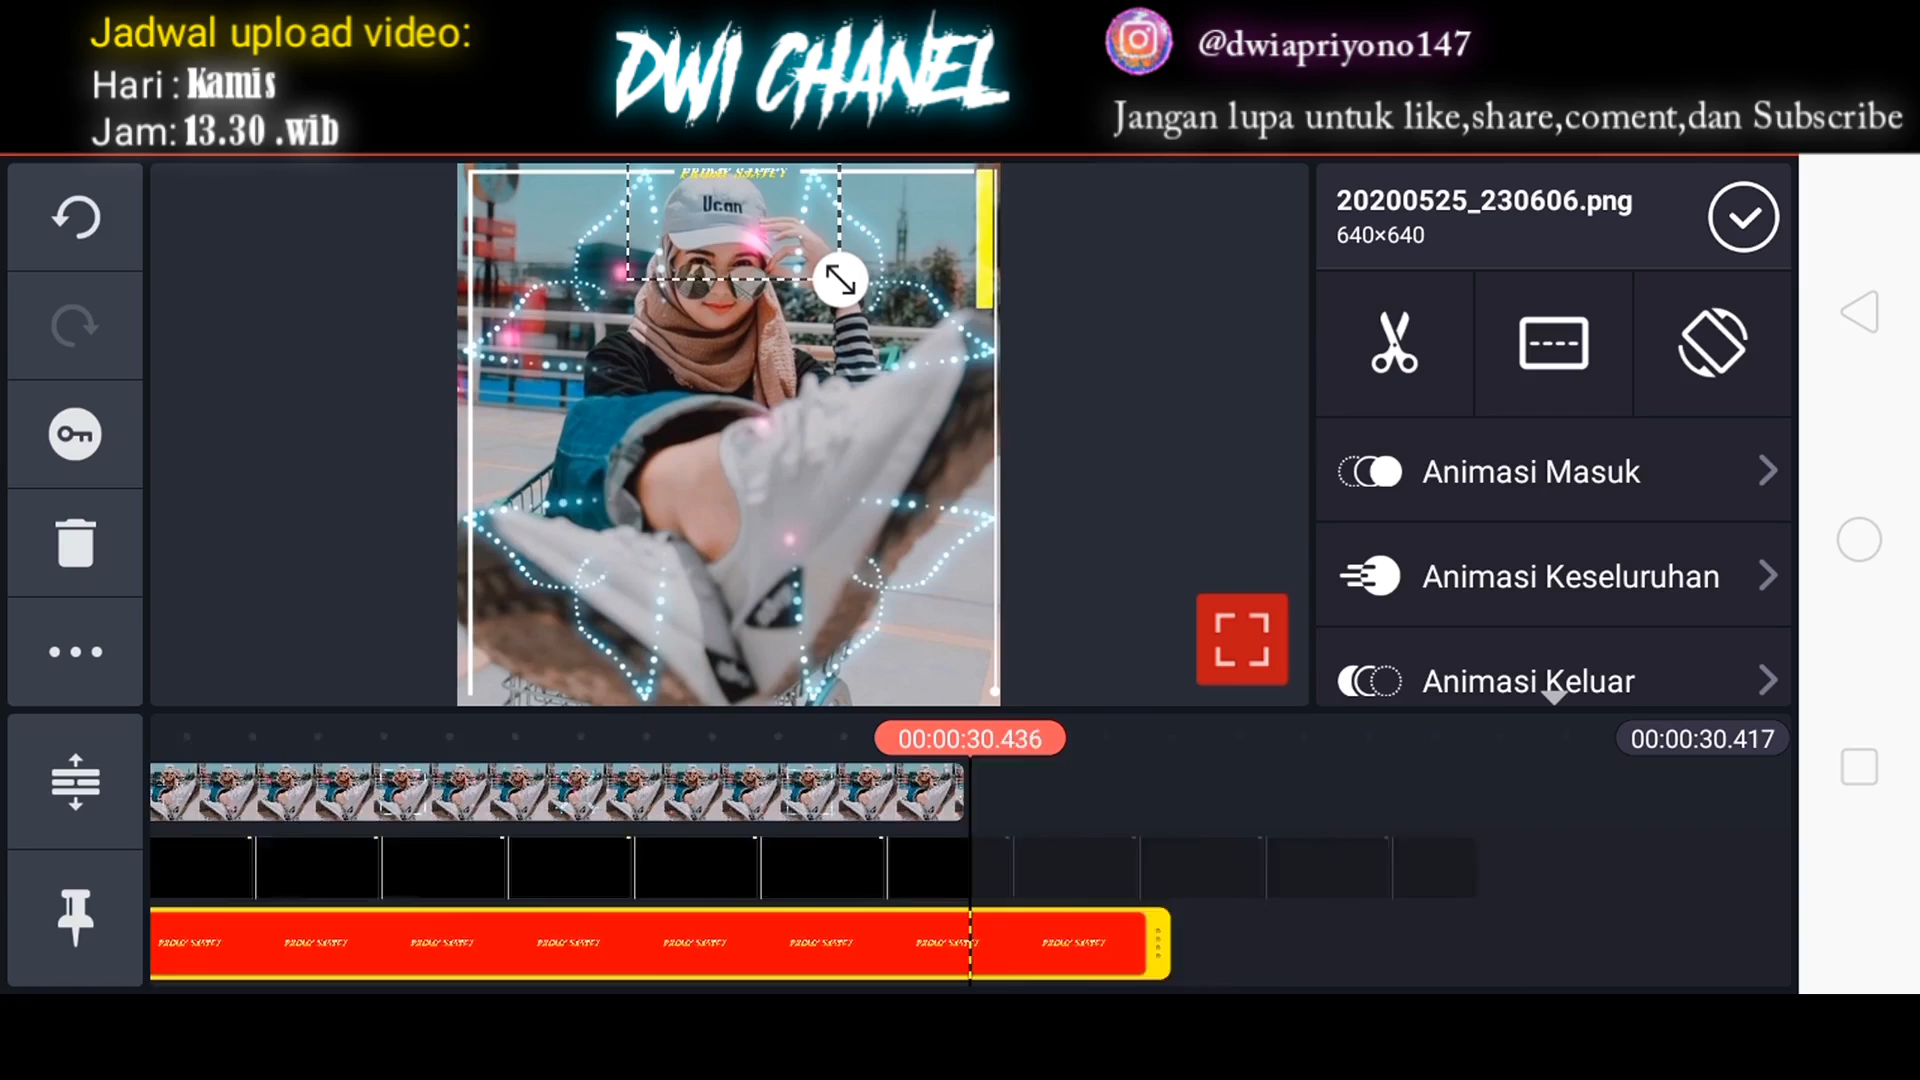 Jadwal upload video:
Hari : Kamis
Jam: 13.30 .wib
DWI CHANEL
@dwiapriyono147
Jangan lupa untuk like,share,coment,dan Subscribe
Ucan
20200525_230606.png
640×640
Animasi Masuk
Animasi Keseluruhan
Animasi Keluar
00:00:30.436
00:00:30.417